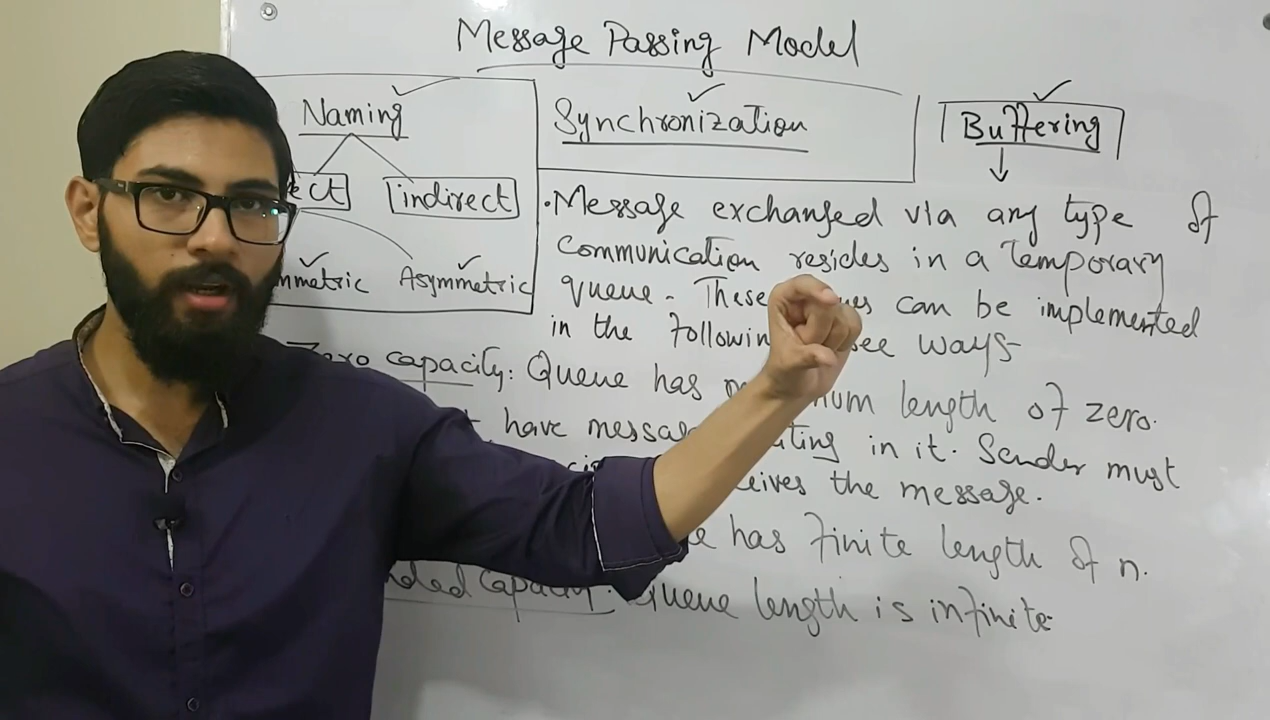 Message Passing Model
Naming
Synchronization
Buffering
indirect
Asymmetric
• Message exchanged via any type of
communication resides in a temporary
queue. These can be implemented
in the following ways
capacity: Queue has length of zero.
have in it. Sender must
the message.
has finite length of n.
capacity: Queue length is infinite.